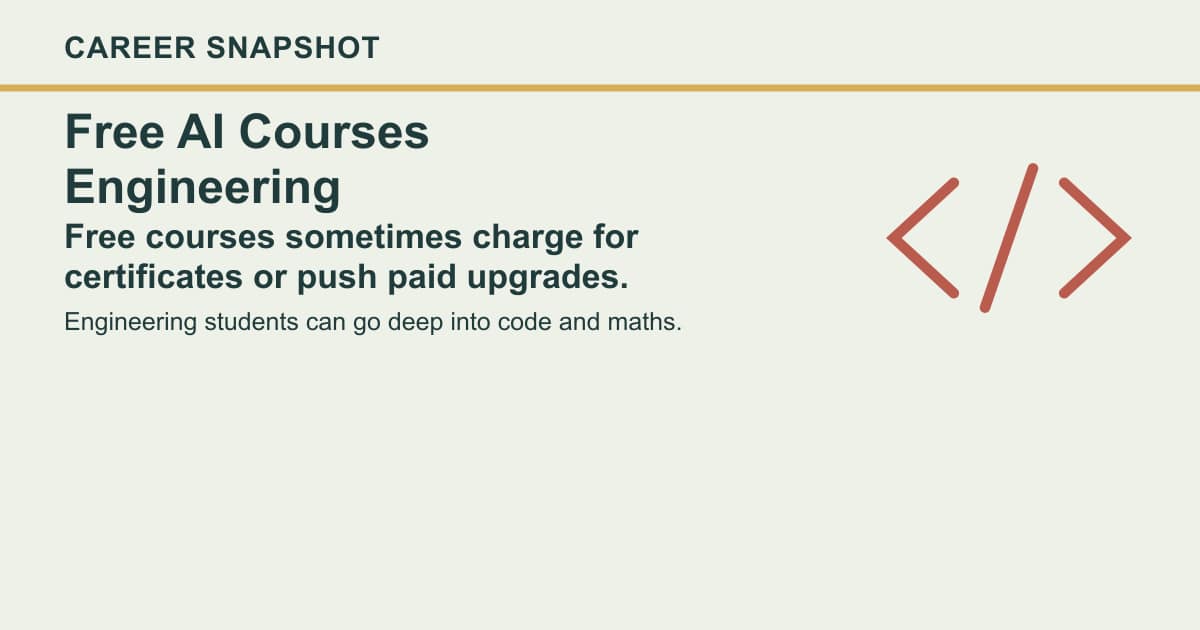 CAREER SNAPSHOT
Free AI Courses
Engineering
Free courses sometimes charge for
certificates or push paid upgrades.
Engineering students can go deep into code and maths.